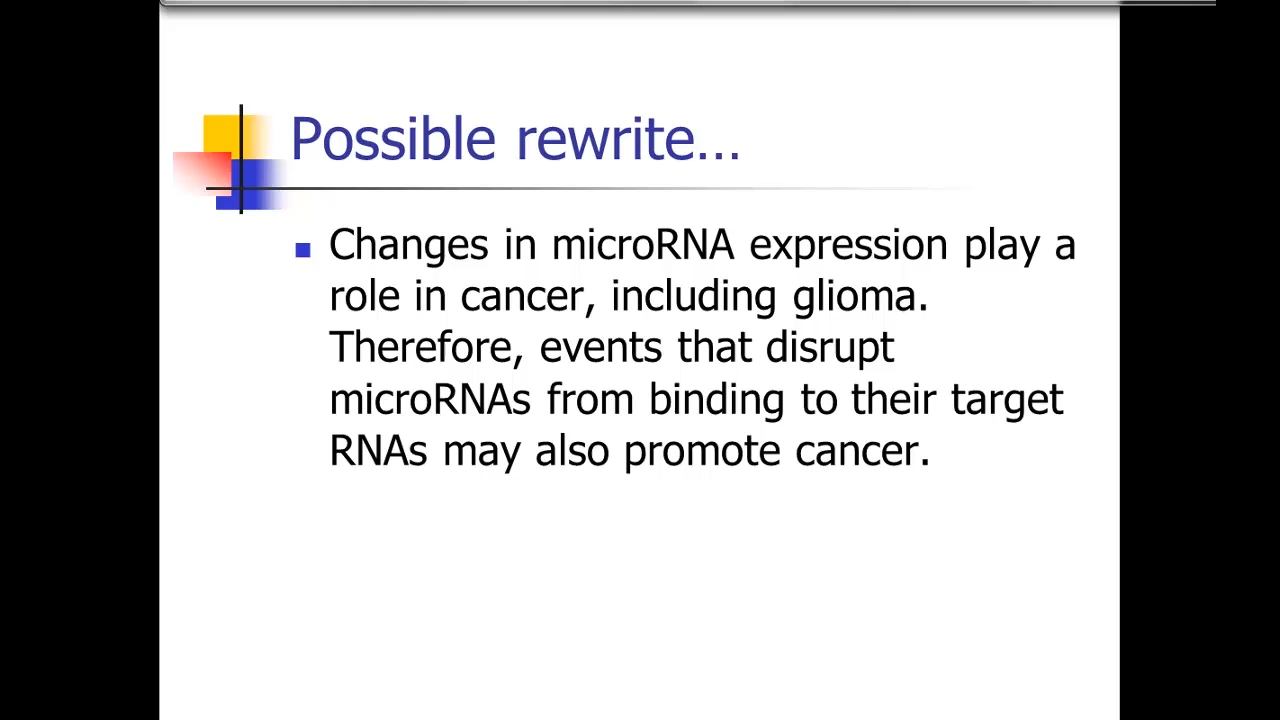 Possible rewrite...
Changes in microRNA expression play a
role in cancer, including glioma.
Therefore, events that disrupt
microRNAs from binding to their target
RNAs may also promote cancer.